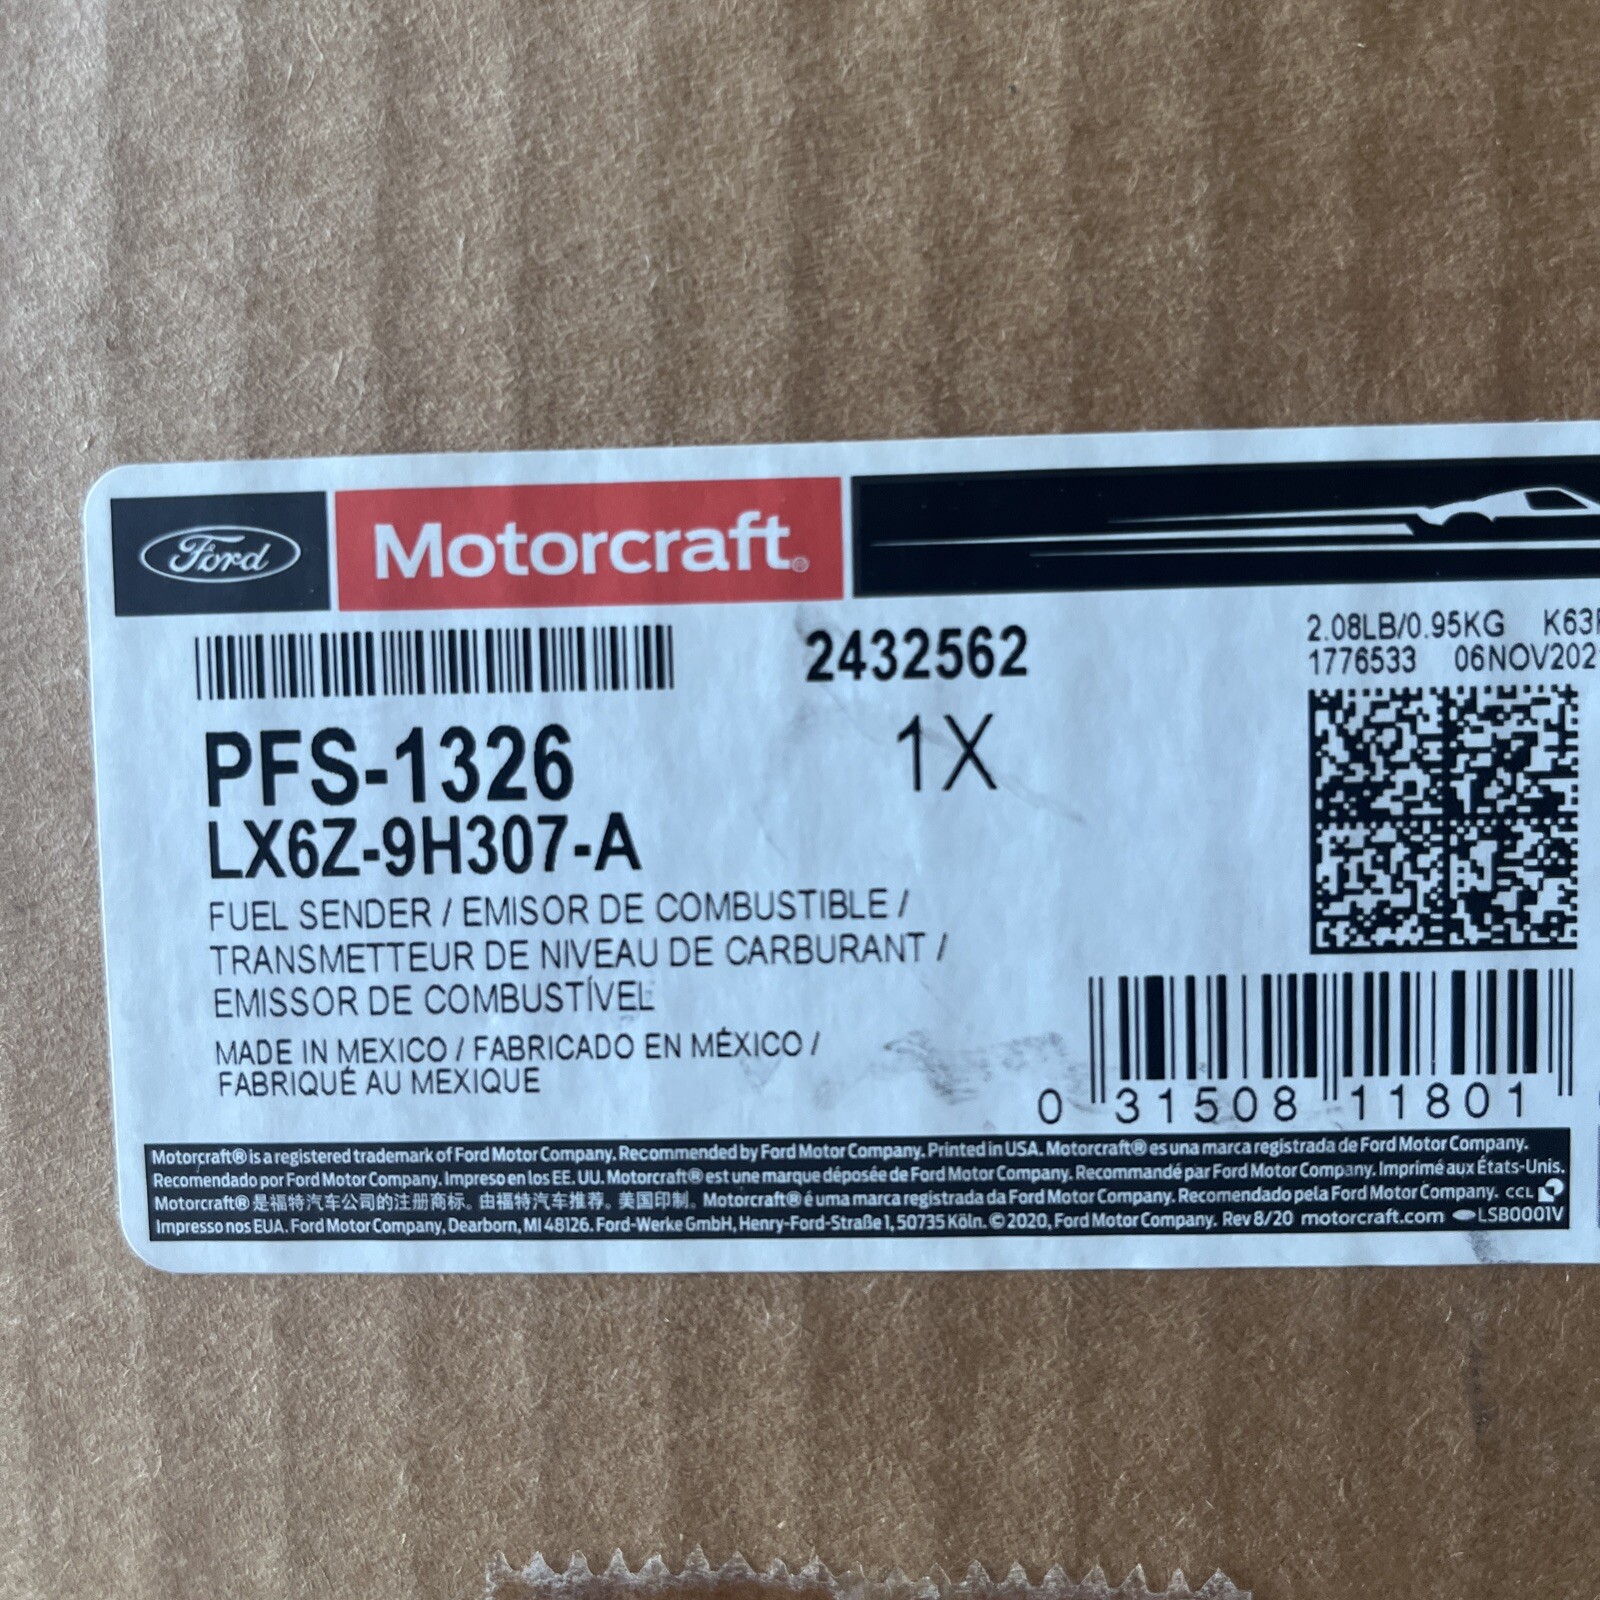 Ford Motorcraft®
2432562
2.08LB/0.95KG
1776533 06NOV202
PFS-1326
1X
LX6Z-9H307-A
FUEL SENDER / EMISOR DE COMBUSTIBLE /
TRANSMETTEUR DE NIVEAU DE CARBURANT /
EMISSOR DE COMBUSTÍVEL
MADE IN MEXICO / FABRICADO EN MÉXICO /
FABRIQUÉ AU MEXIQUE
0 31508 11801
Motorcraft® is a registered trademark of Ford Motor Company. Recommended by Ford Motor Company. Printed in USA. Motorcraft® es una marca registrada de Ford Motor Company.
Recomendado por Ford Motor Company. Impreso en los EE. UU. Motorcraft® est une marque déposée de Ford Motor Company. Recommandé par Ford Motor Company. Imprimé aux États-Unis.
Motorcraft® 是福特汽车公司的注册商标。由福特汽车推荐。美国印制。Motorcraft® é uma marca registrada da Ford Motor Company. Recomendado pela Ford Motor Company. CCL
Impresso nos EUA. Ford Motor Company, Dearborn, MI 48126. Ford-Werke GmbH, Henry-Ford-Straße 1, 50735 Köln. © 2020, Ford Motor Company. Rev 8/20 motorcraft.com LSB0001V